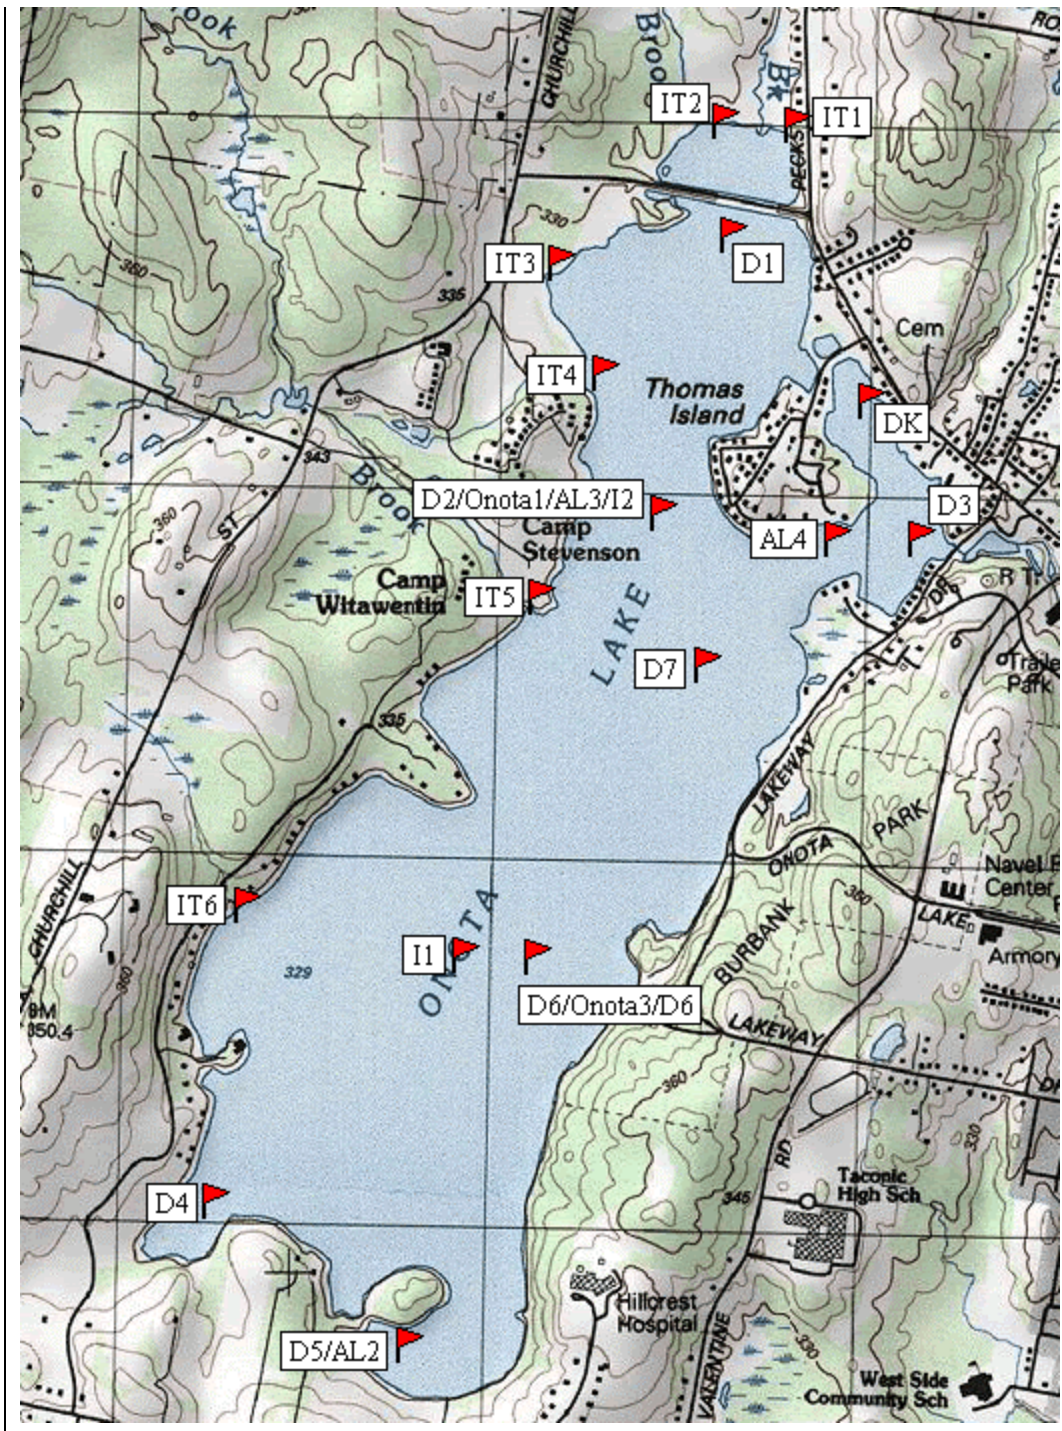 Brook
CHURCHILL
Brook
Bk
IT2
IT1
PECKS
330
D1
IT3
360
335
Cem
IT4
Thomas
Island
DK
343
Brook
D2/Onota1/AL3/I2
D3
360
ST
Camp
Stevenson
AL4
Camp
Witawentin
IT5
DR
LAKE
D7
Park
335
LAKEWAY
PARK
ONOTA
CHURCHILL
IT6
360
Center
LAKE
BURBANK
I1
ONOTA
Armory
329
360
D6/Onota3/D6
BM
350.4
LAKEWAY
360
330
RD
Taconic
High Sch
345
D4
Hillcrest
Hospital
D5/AL2
VALENTINE
330
West Side
Community Sch